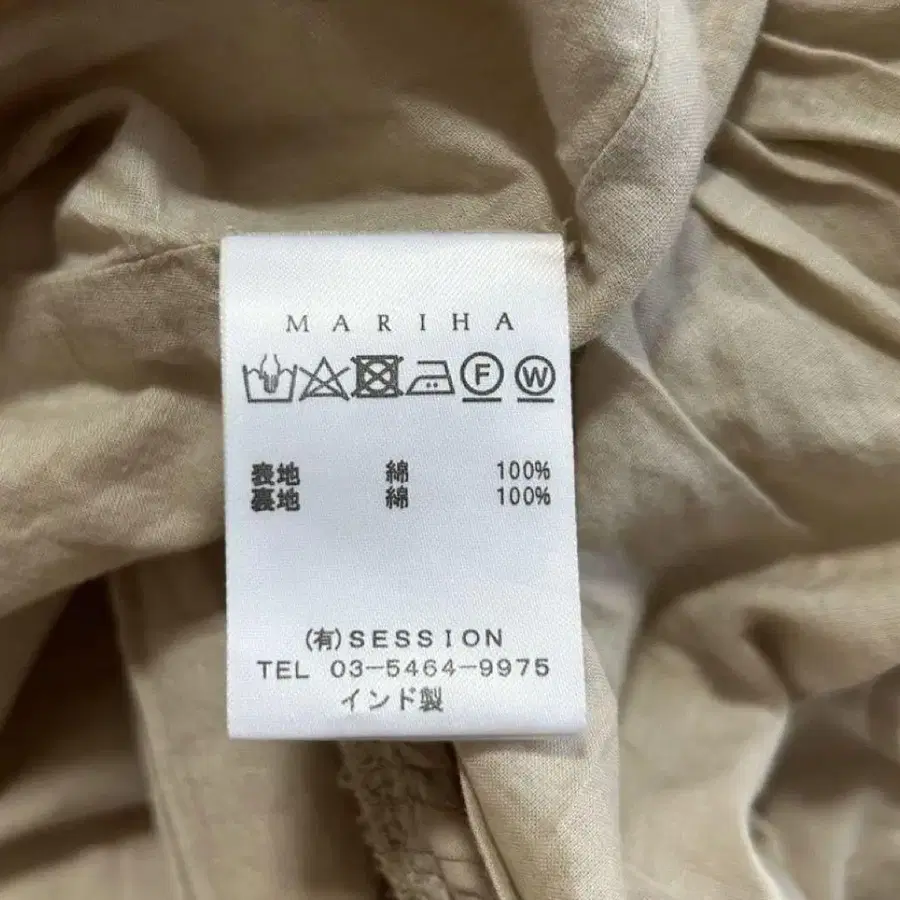 MARIHA
F W
表地 綿 100%
裏地 綿 100%
(有)SESSION
TEL 03-5464-9975
インド製